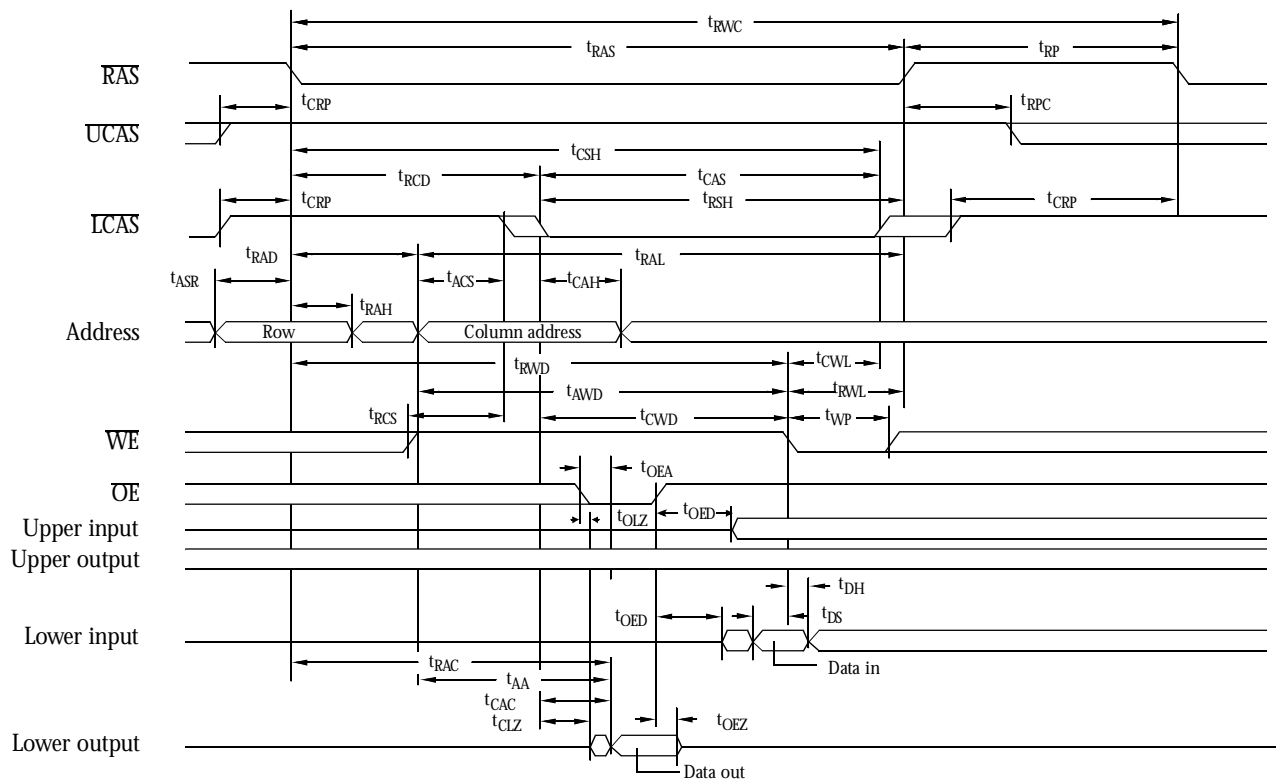 tRWC
tRAS
tRP
RAS
tCRP
tRPC
UCAS
tCSH
tRCD
tCAS
tCRP
tRSH
tCRP
LCAS
tRAD
tRAL
tASR
tACS
tCAH
tRAH
Address
Row
Column address
tRWD
tCWL
tAWD
tRWL
tRCS
tCWD
tWP
WE
tOEA
OE
tOLZ
tOED
Upper input
Upper output
tDH
tOED
tDS
Lower input
tRAC
Data in
tAA
tCAC
tCLZ
tOEZ
Lower output
Data out